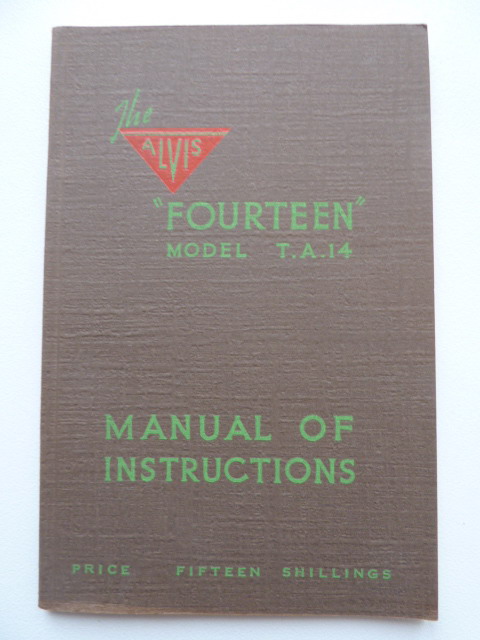 The
ALVIS
"FOURTEEN"
MODEL T.A.14
MANUAL OF
INSTRUCTIONS
PRICE FIFTEEN SHILLINGS